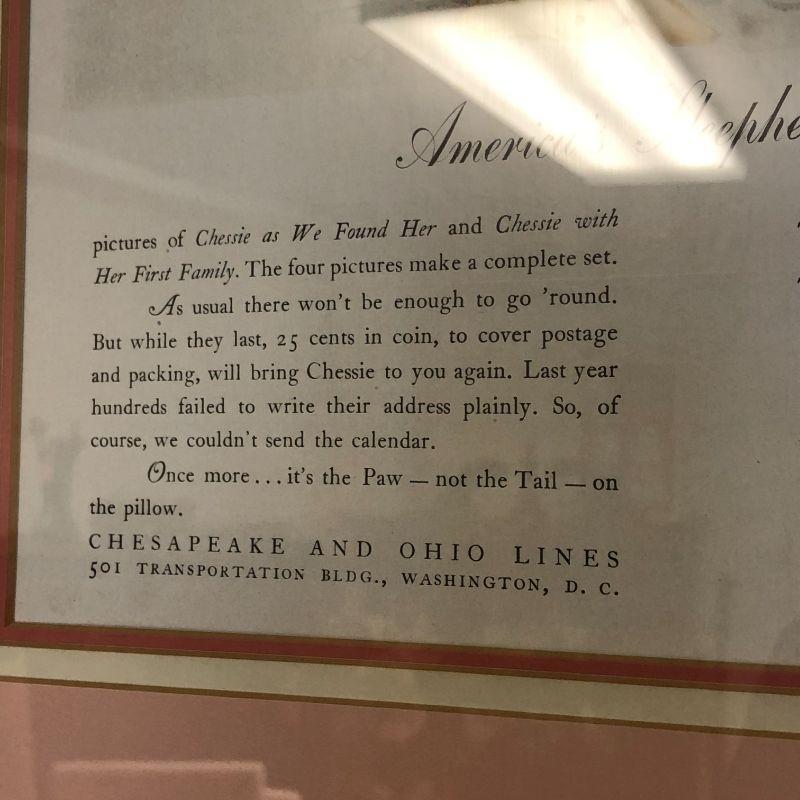 America's Sleephe
pictures of Chessie as We Found Her and Chessie with
Her First Family. The four pictures make a complete set.
As usual there won't be enough to go 'round.
But while they last, 25 cents in coin, to cover postage
and packing, will bring Chessie to you again. Last year
hundreds failed to write their address plainly. So, of
course, we couldn't send the calendar.
Once more...it's the Paw — not the Tail — on
the pillow.
CHESAPEAKE AND OHIO LINES
501 TRANSPORTATION BLDG., WASHINGTON, D. C.